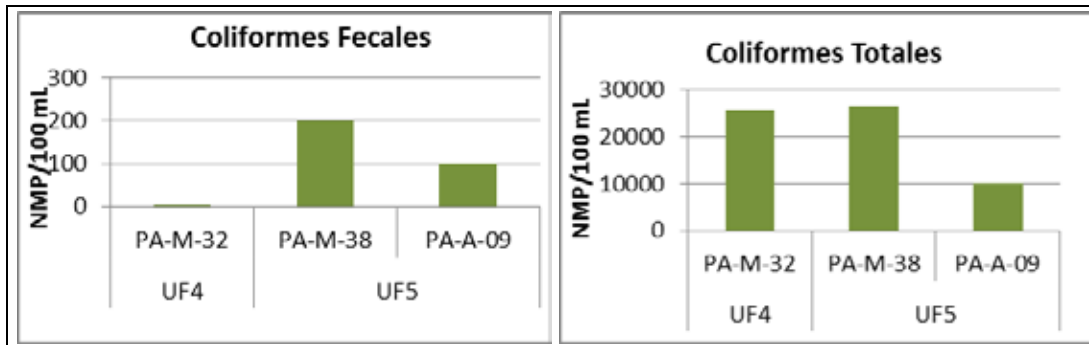 Coliformes Fecales
NMP/100 mL
300
200
100
0
PA-M-32 PA-M-38 PA-A-09
UF4 UF5
Coliformes Totales
NMP/100 mL
30000
20000
10000
0
PA-M-32 PA-M-38 PA-A-09
UF4 UF5